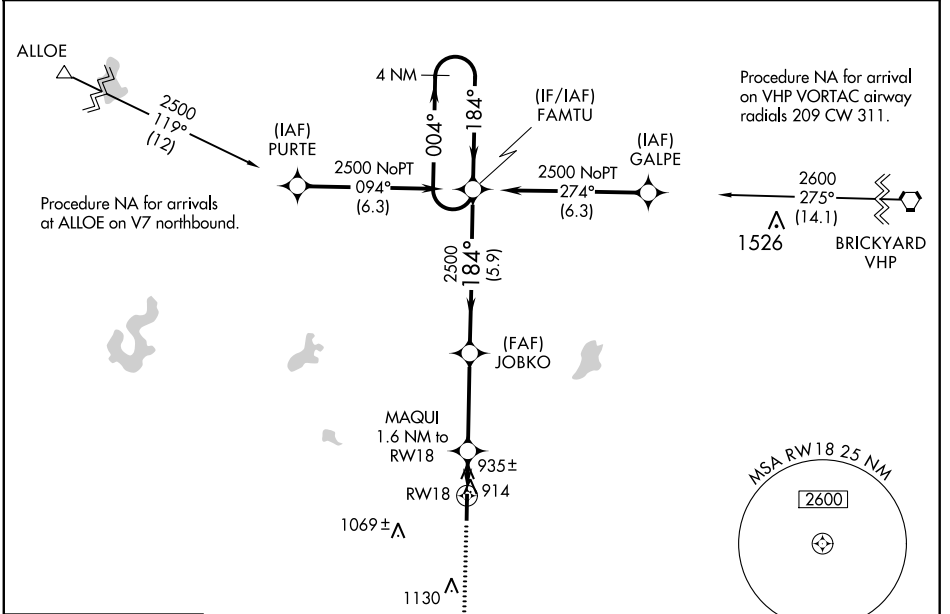 ALLOE
2500
119°
(12)
(IAF)
PURTE
2500 NoPT
094°
(6.3)
Procedure NA for arrivals
at ALLOE on V7 northbound.
4 NM
004°
184°
(IF/IAF)
FAMTU
2500 NoPT
274°
(6.3)
(IAF)
GALPE
Procedure NA for arrival
on VHP VORTAC airway
radials 209 CW 311.
2600
275°
(14.1)
1526
BRICKYARD
VHP
2500
184°
(5.9)
(FAF)
JOBKO
MAQUI
1.6 NM to
RW18
935±
RW18
914
1069±
1130
MSA RW18 25 NM
2600